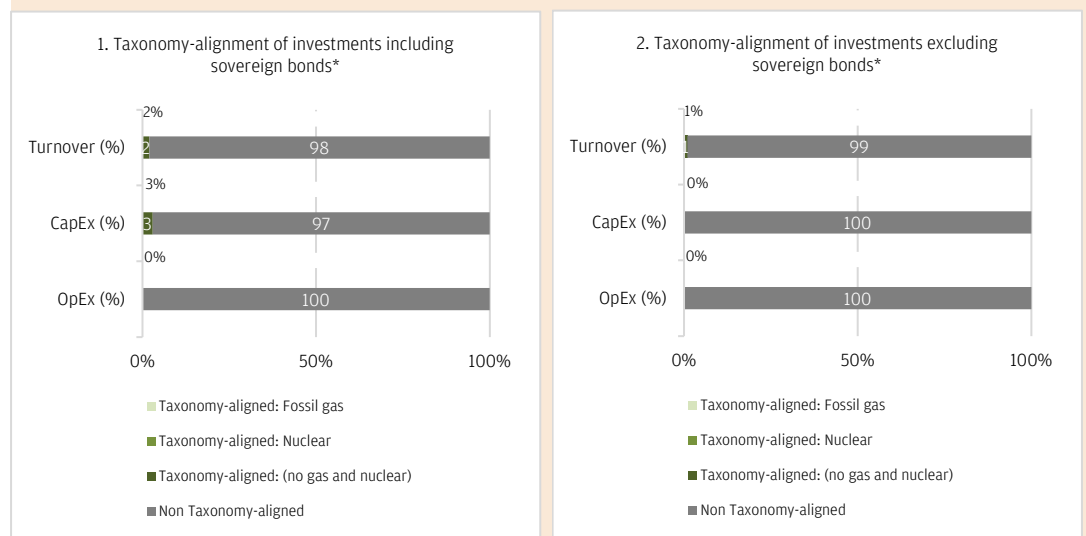 1. Taxonomy-alignment of investments including
sovereign bonds*
2%
Turnover (%)
2
98
3%
CapEx (%)
3
97
0%
OpEx (%)
100
0%
50%
100%
Taxonomy-aligned: Fossil gas
Taxonomy-aligned: Nuclear
Taxonomy-aligned: (no gas and nuclear)
Non Taxonomy-aligned
2. Taxonomy-alignment of investments excluding
sovereign bonds*
1%
Turnover (%)
1
99
0%
CapEx (%)
100
0%
OpEx (%)
100
0%
50%
100%
Taxonomy-aligned: Fossil gas
Taxonomy-aligned: Nuclear
Taxonomy-aligned: (no gas and nuclear)
Non Taxonomy-aligned